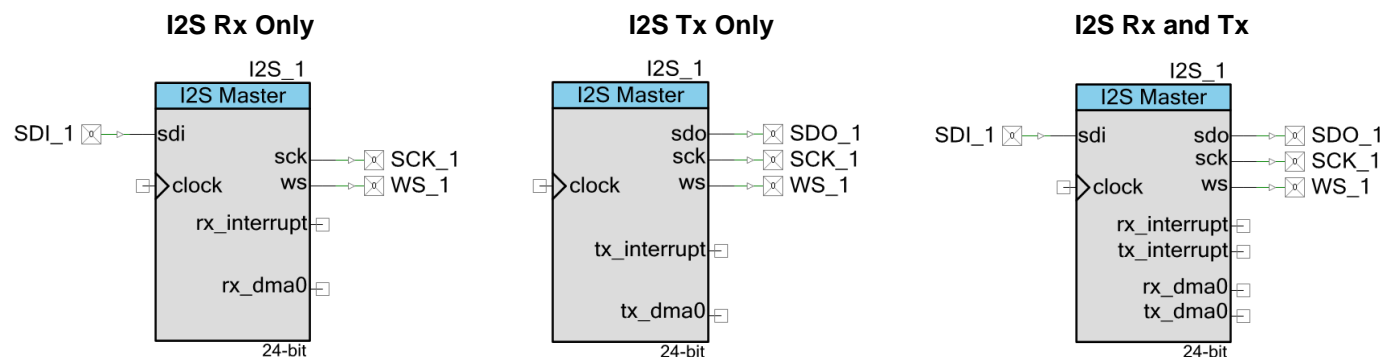 I2S Rx Only
I2S_1
I2S Master
SDI_1
sdi
sck
SCK_1
clock
ws
WS_1
rx_interrupt
rx_dma0
24-bit
I2S Tx Only
I2S_1
I2S Master
sdo
SDO_1
sck
SCK_1
clock
ws
WS_1
tx_interrupt
tx_dma0
24-bit
I2S Rx and Tx
I2S_1
I2S Master
SDI_1
sdi
sdo
SDO_1
sck
SCK_1
clock
ws
WS_1
rx_interrupt
tx_interrupt
rx_dma0
tx_dma0
24-bit